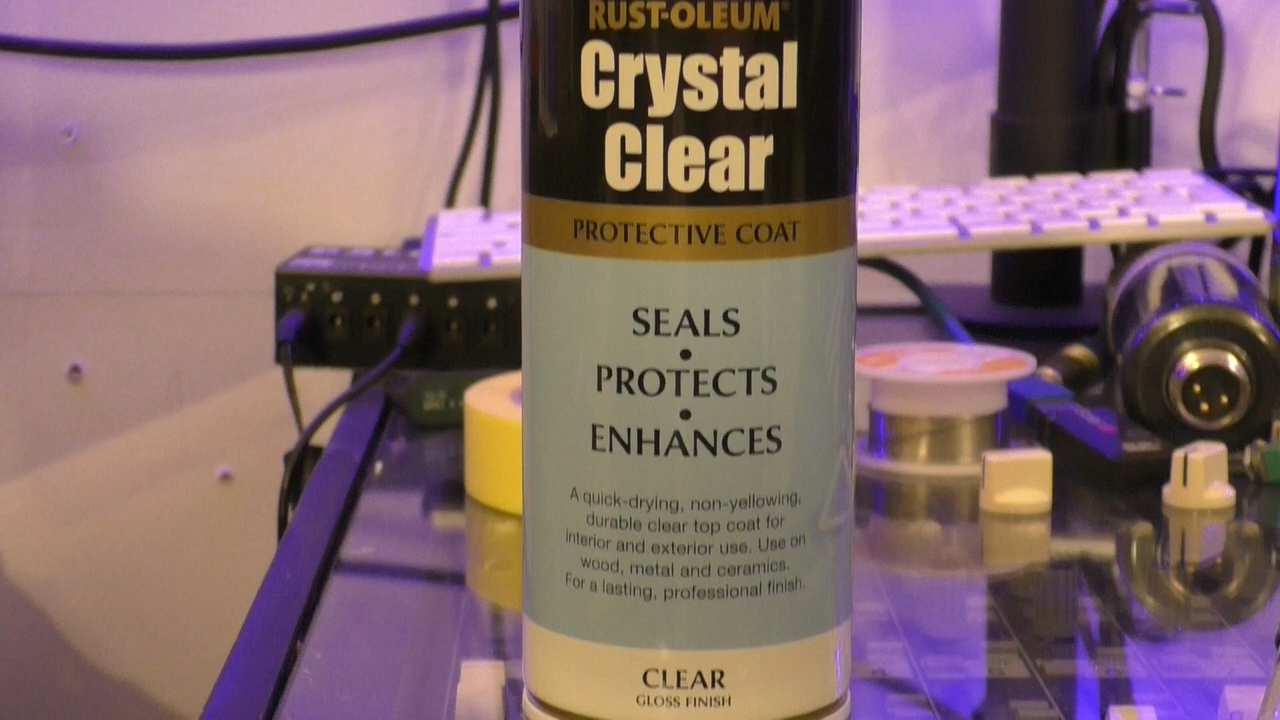 RUST-OLEUM®
Crystal
Clear
PROTECTIVE COAT
SEALS
•
PROTECTS
•
ENHANCES
A quick-drying, non-yellowing,
durable clear top coat for
interior and exterior use. Use on
wood, metal and ceramics.
For a lasting, professional finish.
CLEAR
GLOSS FINISH